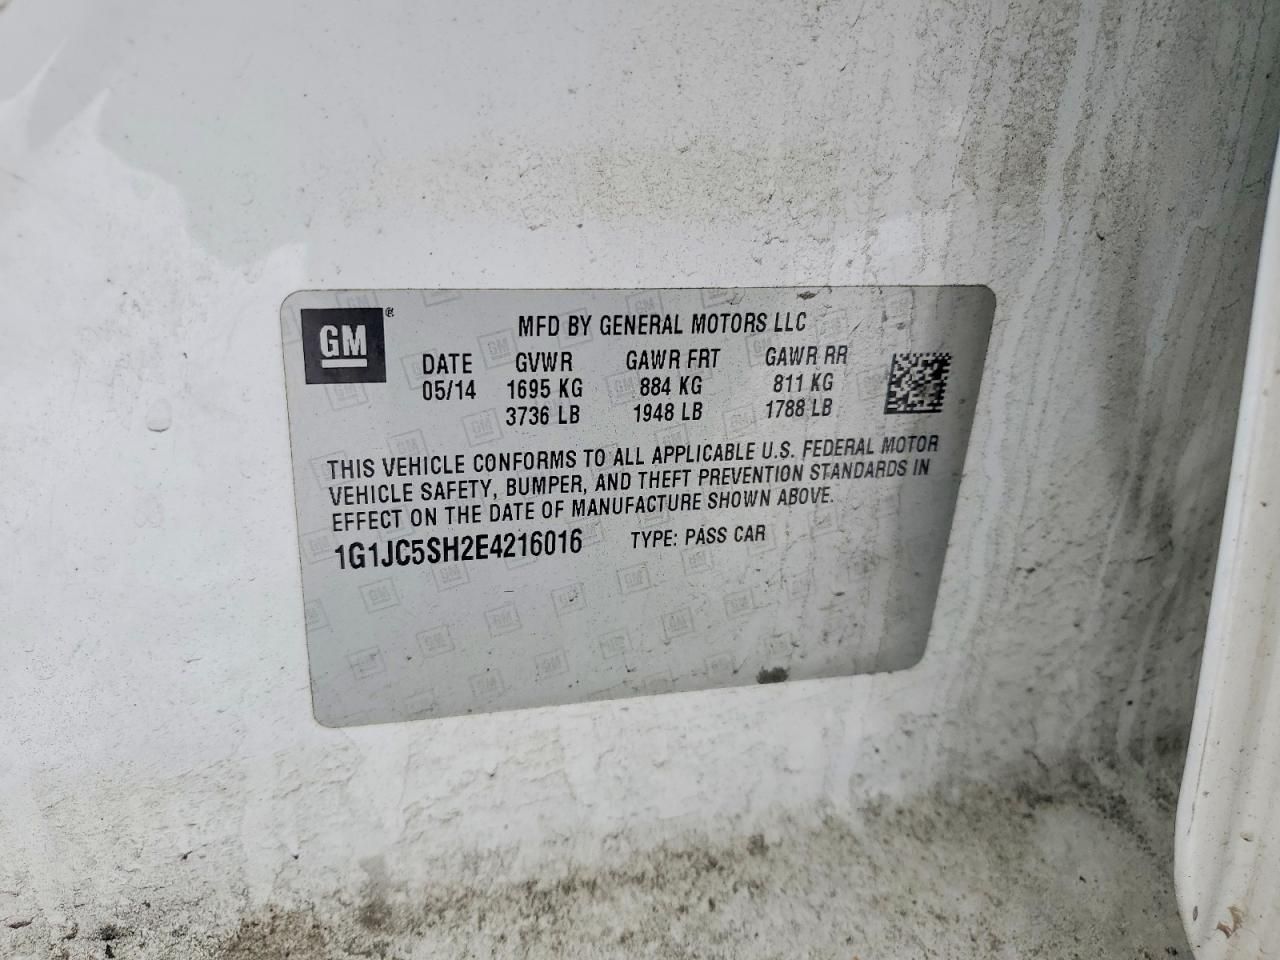 GM®
MFD BY GENERAL MOTORS LLC
DATE GVWR GAWR FRT GAWR RR
05/14 1695 KG 884 KG 811 KG
3736 LB 1948 LB 1788 LB
THIS VEHICLE CONFORMS TO ALL APPLICABLE U.S. FEDERAL MOTOR
VEHICLE SAFETY, BUMPER, AND THEFT PREVENTION STANDARDS IN
EFFECT ON THE DATE OF MANUFACTURE SHOWN ABOVE.
1G1JC5SH2E4216016 TYPE: PASS CAR